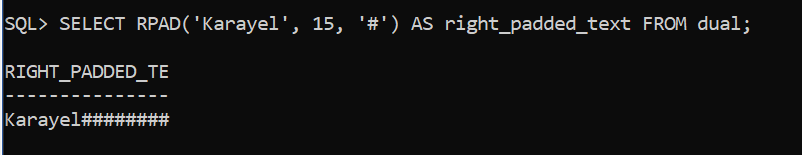 SQL> SELECT RPAD('Karayel', 15, '#') AS right_padded_text FROM dual;
RIGHT_PADDED_TE
---------------
Karayel########